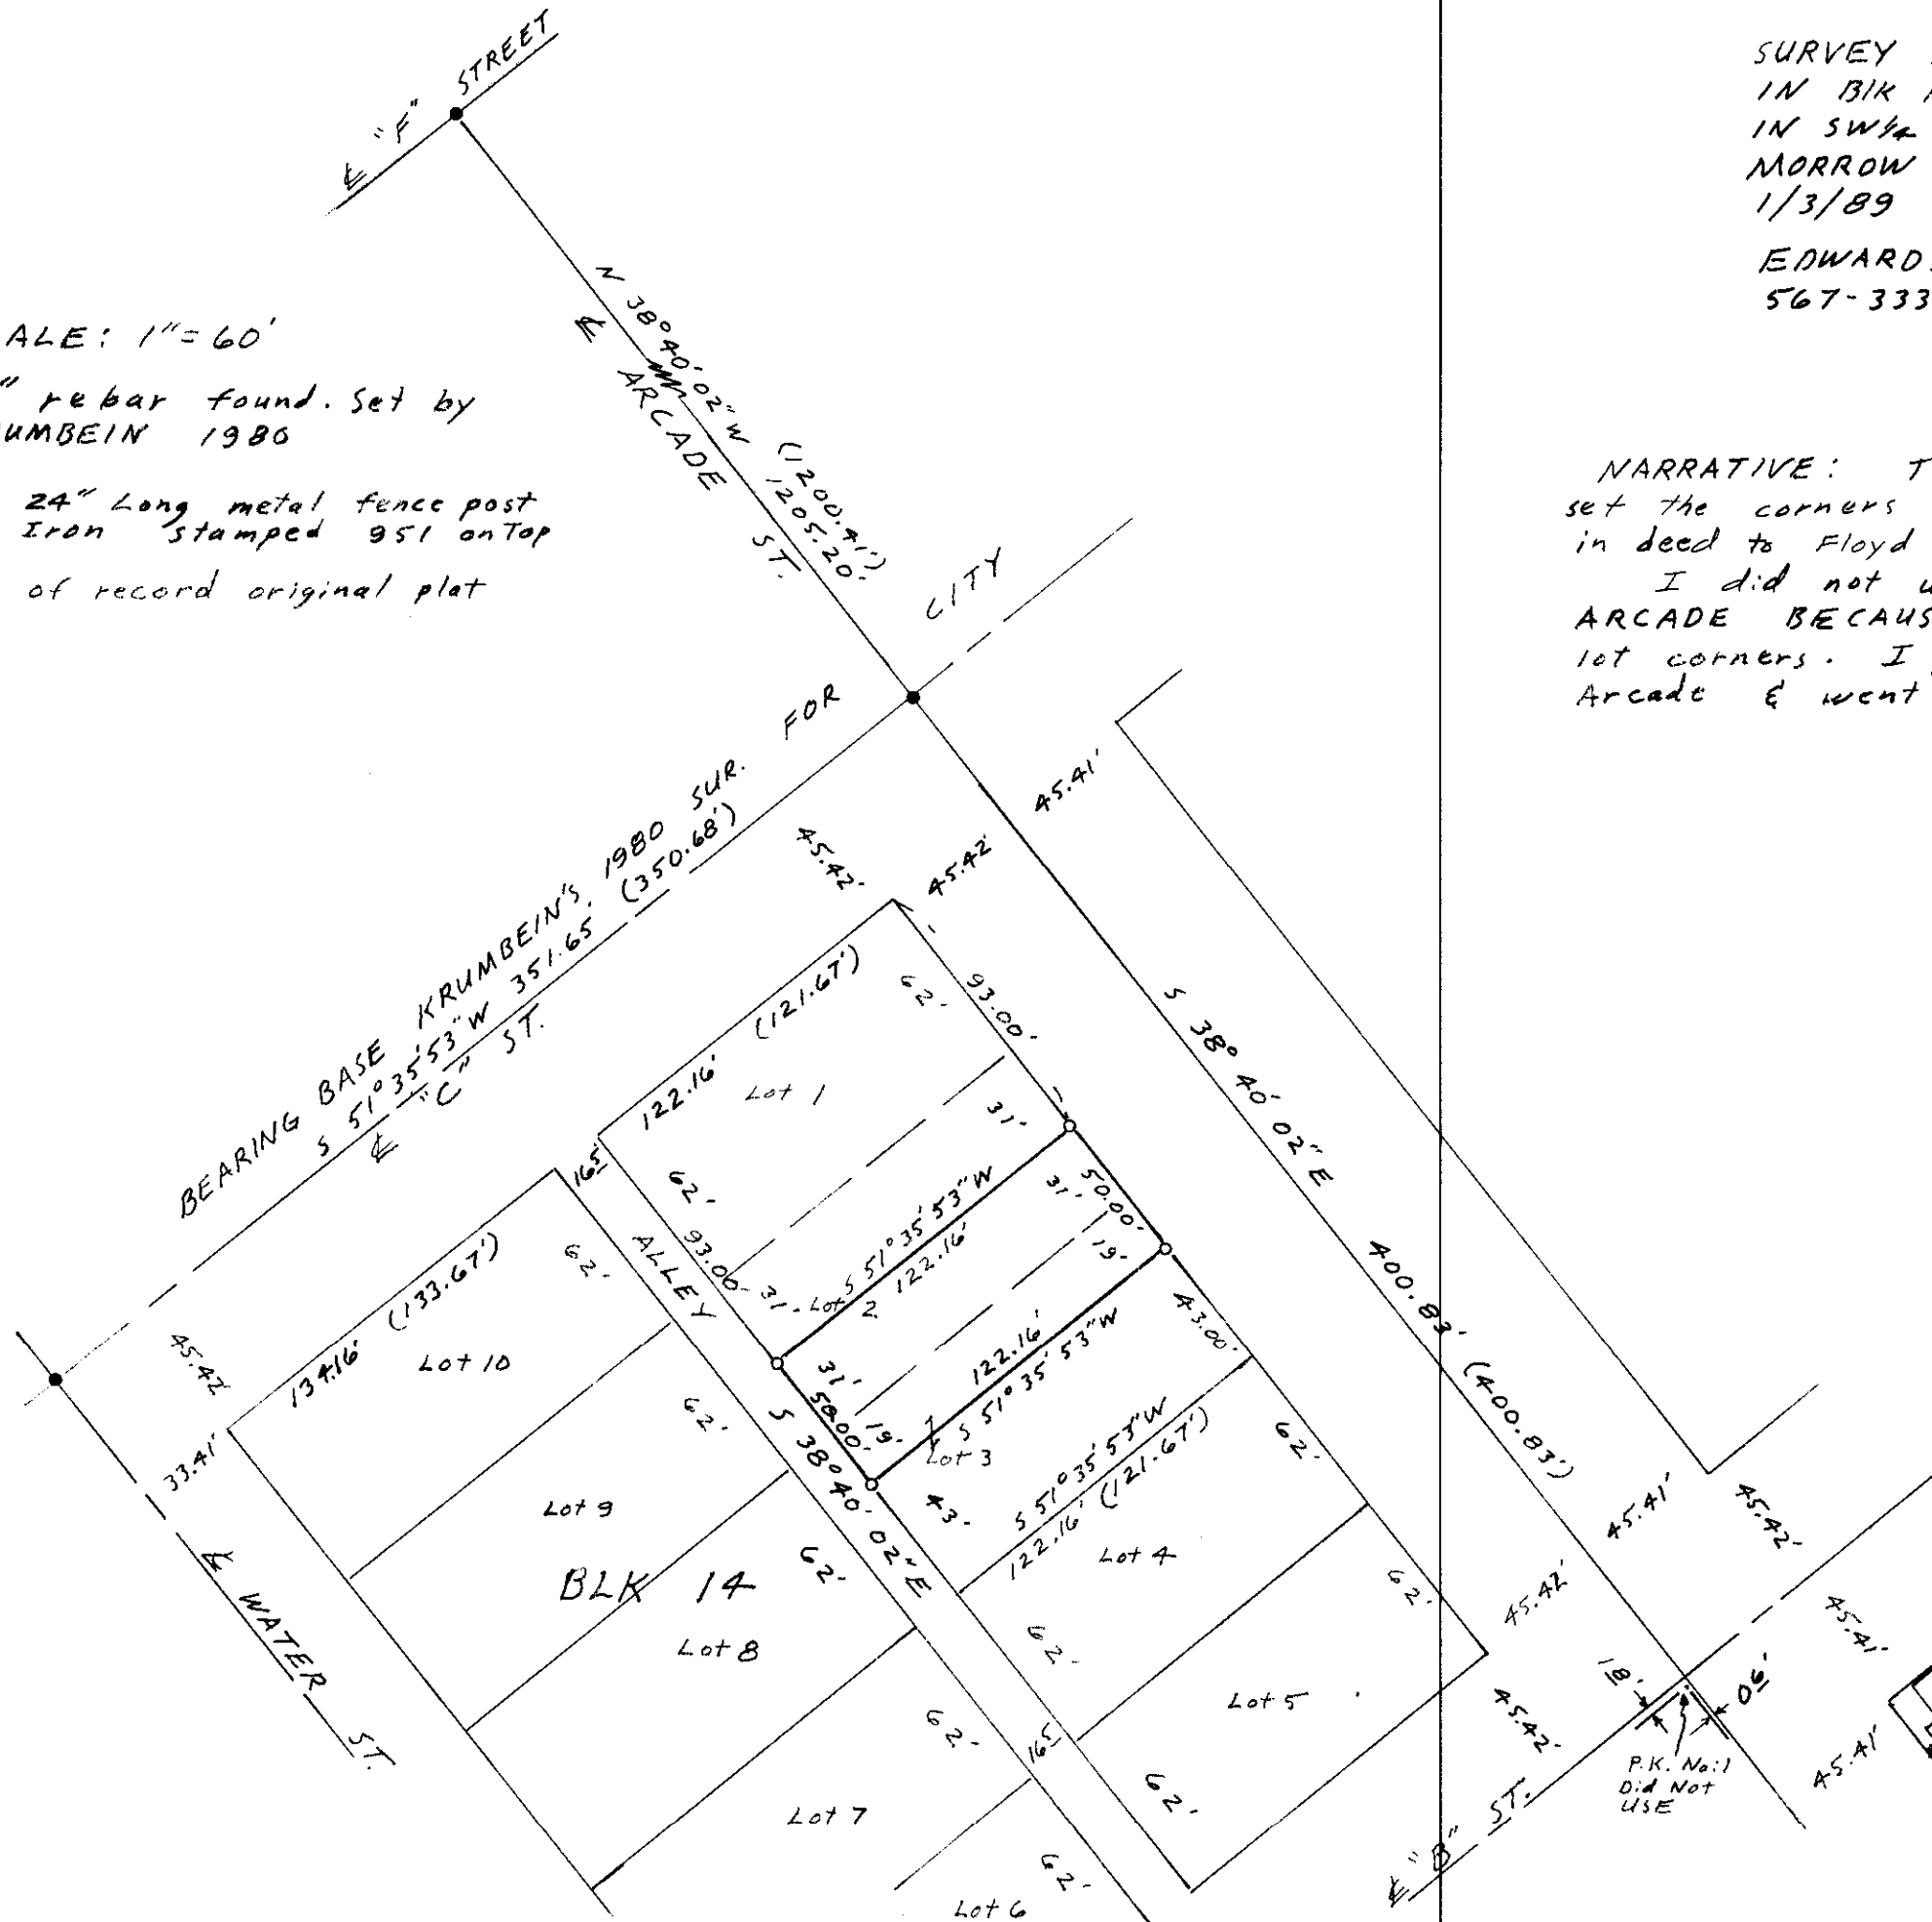 "F" STREET
N 38° 40' 02" W (1200.41')
1205.20'
ARCADE ST.
ALE: 1" = 60'
" rebar found. Set by
UMBEIN 1980
24" Long metal fence post
Iron stamped 951 on Top
of record original plat
SURVEY
IN Blk
IN SW¼
MORROW
1/3/89
EDWARD
567-333
NARRATIVE: T
set the corners
in deed to Floyd
I did not u
ARCADE BECAUS
lot corners. I
Arcade & went
BEARING BASE KRUMBEIN'S 1980 SUR. FOR CITY
S 51° 35' 53" W 351.65 (350.68')
℄ "C" ST.
45.42'
45.42
45.41'
122.16' (121.67')
62'
93.00'
Lot 1
31'
16⁵
62'
93.00'
31'
ALLEY
S 51° 35' 53" W
122.16'
Lot 2
50.00'
31'
19'
S 38° 40' 02" E
400.83' (400.83')
134.16' (133.67')
45.42'
33.41'
Lot 10
62'
31'
50.00'
19'
122.16'
S 51° 35' 53" W
Lot 3
43.00'
43'
S 38° 40' 02" E
62'
Lot 9
S 51° 35' 53" W
122.16' (121.67')
Lot 4
62'
62'
BLK 14
62'
Lot 8
62'
℄ WATER ST.
62'
Lot 5
62'
16⁵
62'
Lot 7
62'
Lot 6
45.41'
45.42'
45.42'
45.41'
45.42'
45.41'
18'
06'
P.K. Nail
Did Not
USE
℄ "B" ST.